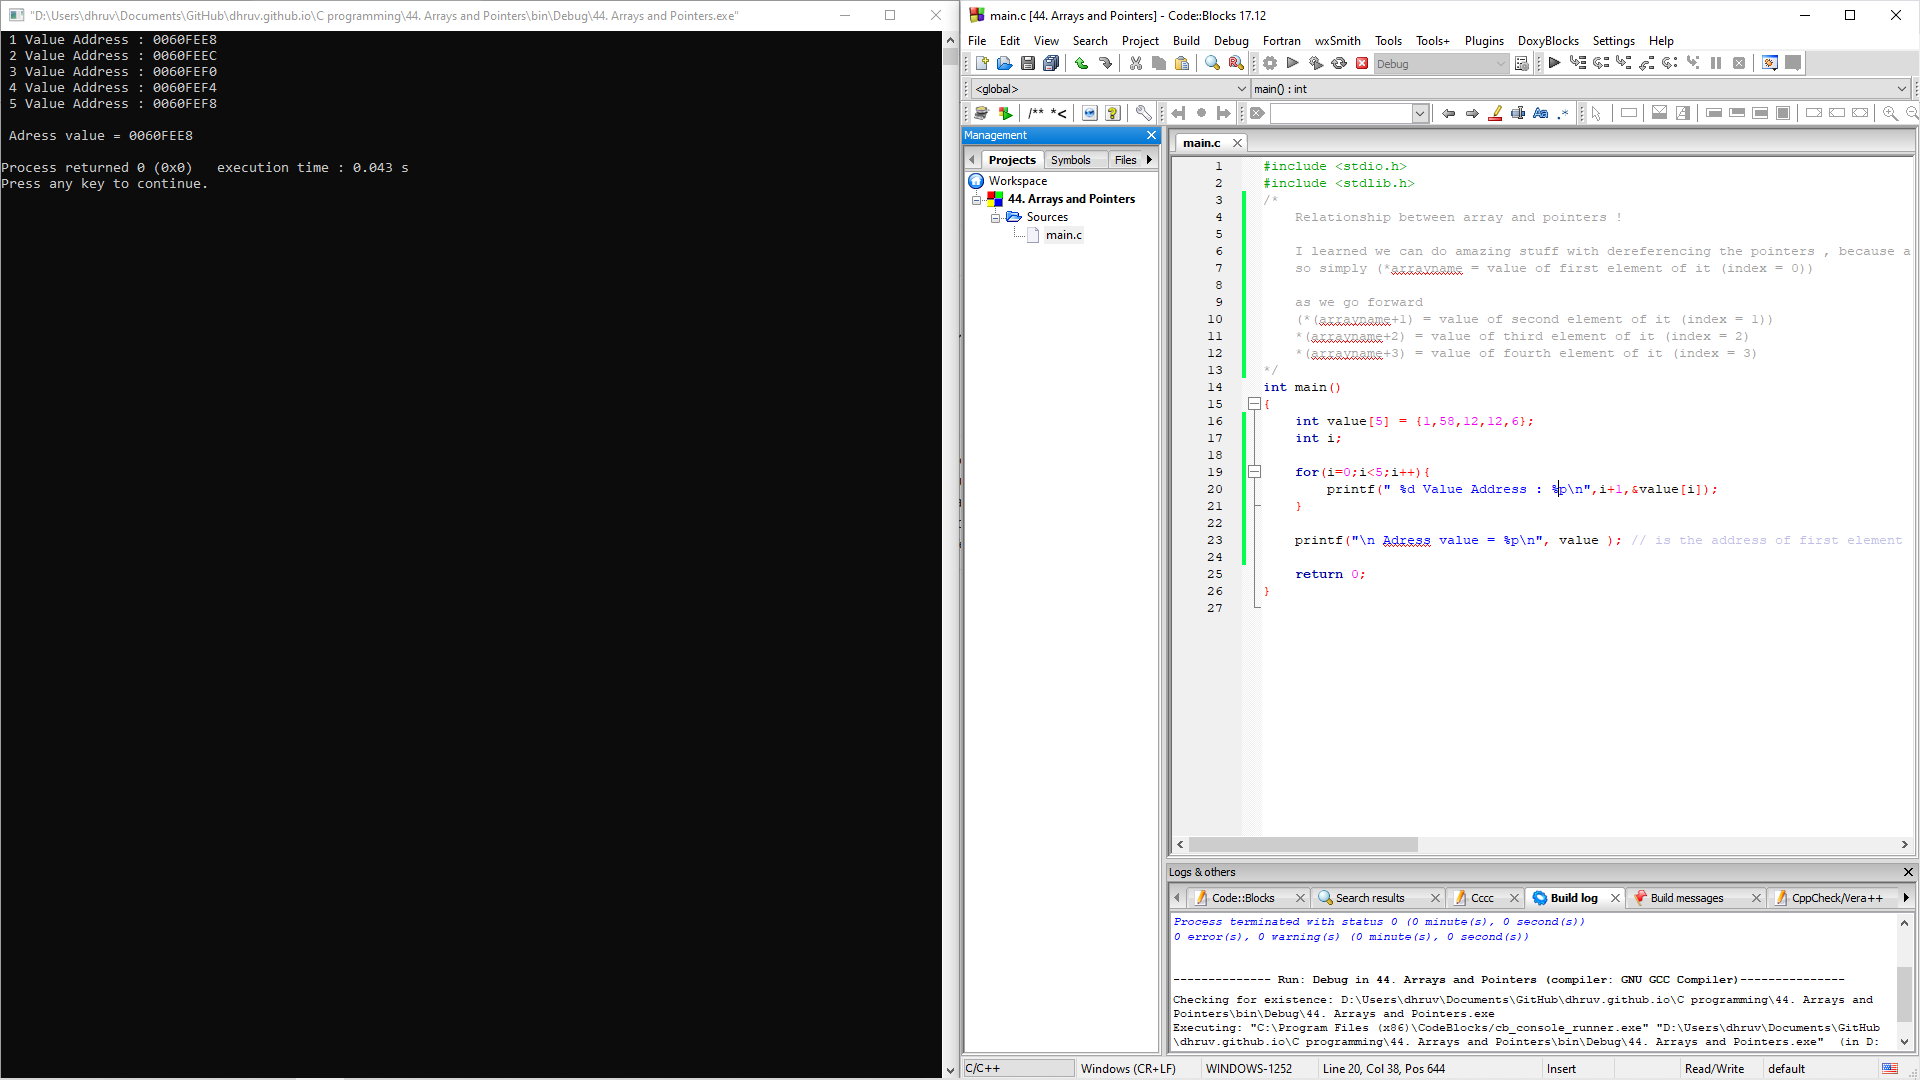 "D:\Users\dhruv\Documents\GitHub\dhruv.github.io\C programming\44. Arrays and Pointers\bin\Debug\44. Arrays and Pointers.exe"
1 Value Address : 0060FEE8
2 Value Address : 0060FEEC
3 Value Address : 0060FEF0
4 Value Address : 0060FEF4
5 Value Address : 0060FEF8
Adress value = 0060FEE8
Process returned 0 (0x0)   execution time : 0.043 s
Press any key to continue.
main.c [44. Arrays and Pointers] - Code::Blocks 17.12
File Edit View Search Project Build Debug Fortran wxSmith Tools Tools+ Plugins DoxyBlocks Settings Help
Debug
<global> main() : int
/** *< Aa .*
Management
Projects Symbols Files
Workspace
44. Arrays and Pointers
Sources
main.c
main.c
1 #include <stdio.h>
2 #include <stdlib.h>
3 /*
4 Relationship between array and pointers !
5
6 I learned we can do amazing stuff with dereferencing the pointers , because a
7 so simply (*arrayname = value of first element of it (index = 0))
8
9 as we go forward
10 (*(arrayname+1) = value of second element of it (index = 1))
11 *(arrayname+2) = value of third element of it (index = 2)
12 *(arrayname+3) = value of fourth element of it (index = 3)
13 */
14 int main()
15 {
16 int value[5] = {1,58,12,12,6};
17 int i;
18
19 for(i=0;i<5;i++){
20 printf(" %d Value Address : %p\n",i+1,&value[i]);
21 }
22
23 printf("\n Adress value = %p\n", value ); // is the address of first element
24
25 return 0;
26 }
27
Logs & others
Code::Blocks Search results Cccc Build log Build messages CppCheck/Vera++
Process terminated with status 0 (0 minute(s), 0 second(s))
0 error(s), 0 warning(s) (0 minute(s), 0 second(s))
-------------- Run: Debug in 44. Arrays and Pointers (compiler: GNU GCC Compiler)---------------
Checking for existence: D:\Users\dhruv\Documents\GitHub\dhruv.github.io\C programming\44. Arrays and
Pointers\bin\Debug\44. Arrays and Pointers.exe
Executing: "C:\Program Files (x86)\CodeBlocks/cb_console_runner.exe" "D:\Users\dhruv\Documents\GitHub
\dhruv.github.io\C programming\44. Arrays and Pointers\bin\Debug\44. Arrays and Pointers.exe"  (in D:
C/C++ Windows (CR+LF) WINDOWS-1252 Line 20, Col 38, Pos 644 Insert Read/Write default